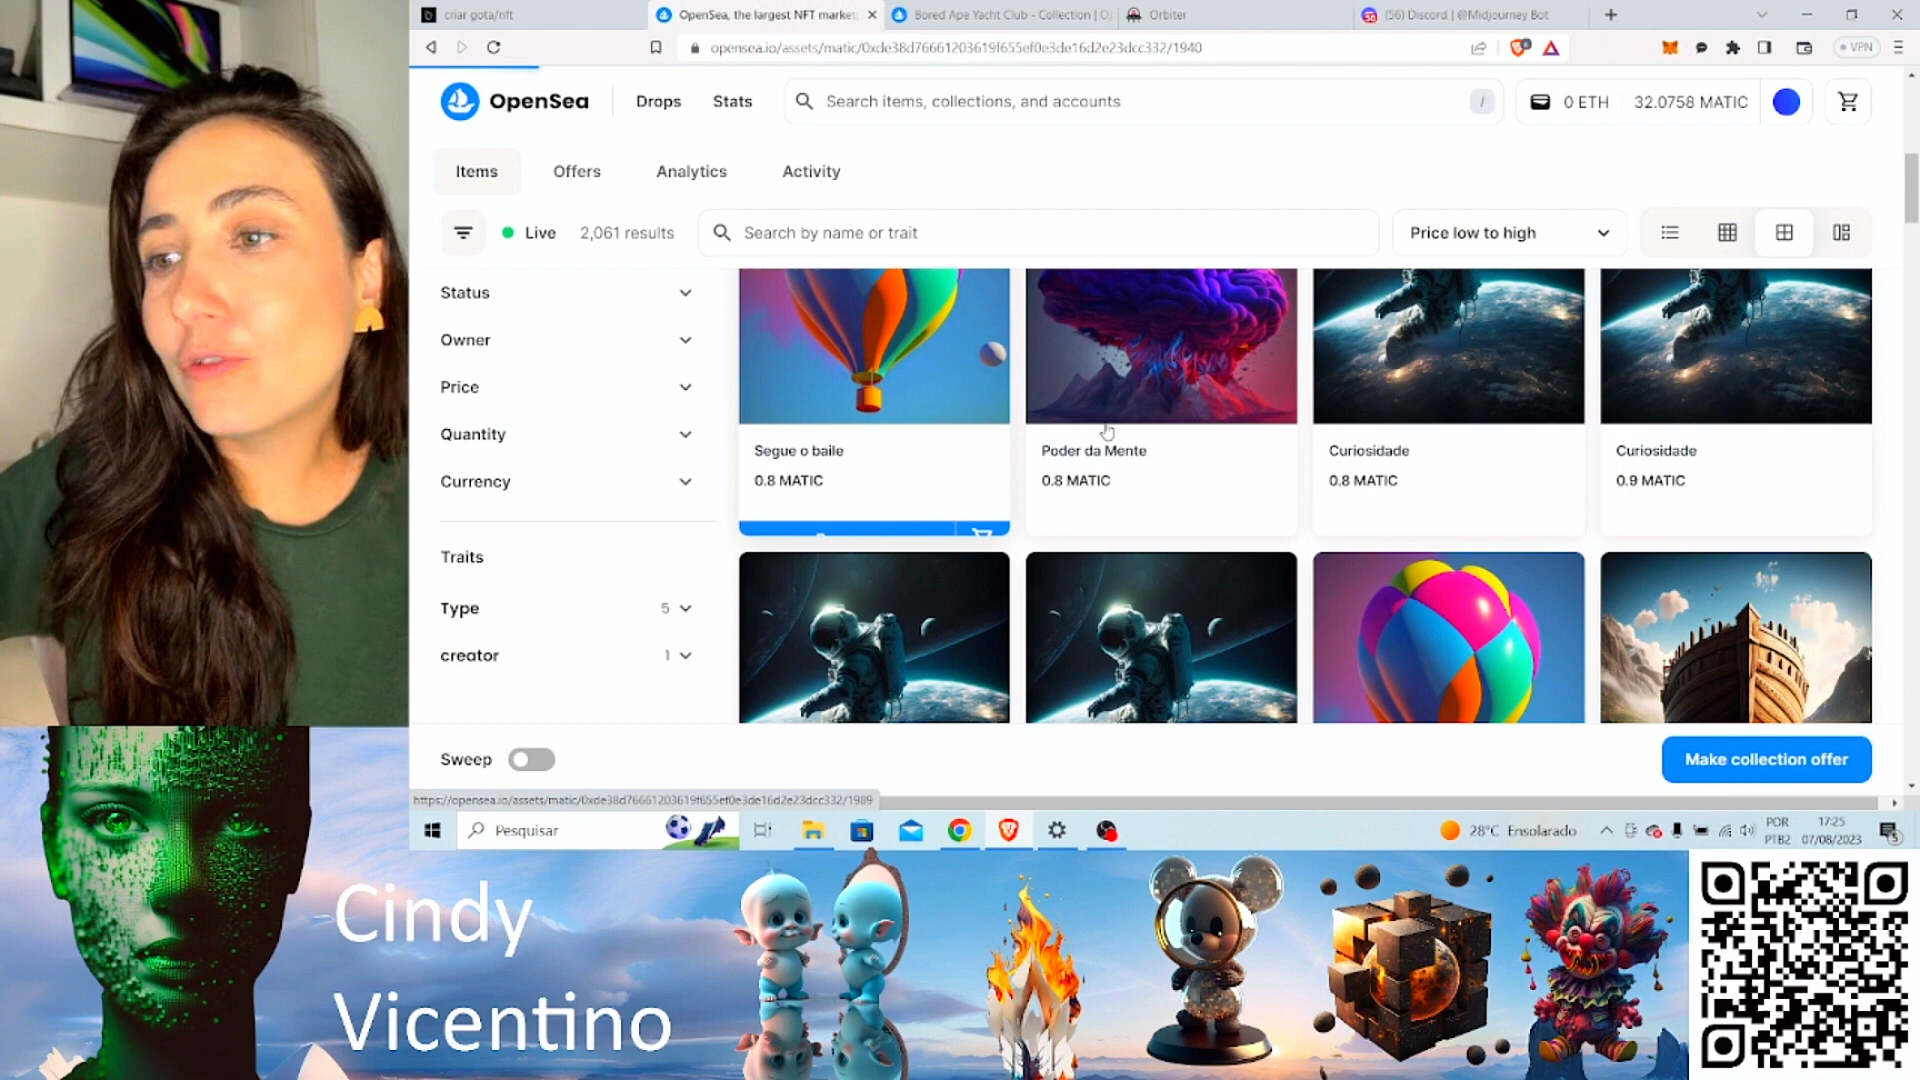 criar gota/nft
OpenSea, the largest NFT market
Bored Ape Yacht Club - Collection | O
Orbiter
(56) Discord | @Midjourney Bot
opensea.io/assets/matic/0xde38d76661203619f655ef0e3de16d2e23dcc332/1940
VPN
OpenSea
Drops
Stats
Search items, collections, and accounts
/
0 ETH
32.0758 MATIC
Items
Offers
Analytics
Activity
Live
2,061 results
Search by name or trait
Price low to high
Status
Owner
Price
Quantity
Currency
Traits
Type
5
creator
1
Segue o baile
0.8 MATIC
Poder da Mente
0.8 MATIC
Curiosidade
0.8 MATIC
Curiosidade
0.9 MATIC
Sweep
Make collection offer
https://opensea.io/assets/matic/0xde38d76661203619f655ef0e3de16d2e23dcc332/1989
Pesquisar
28°C Ensolarado
POR
PTB2
17:25
07/08/2023
5
Cindy
Vicentino